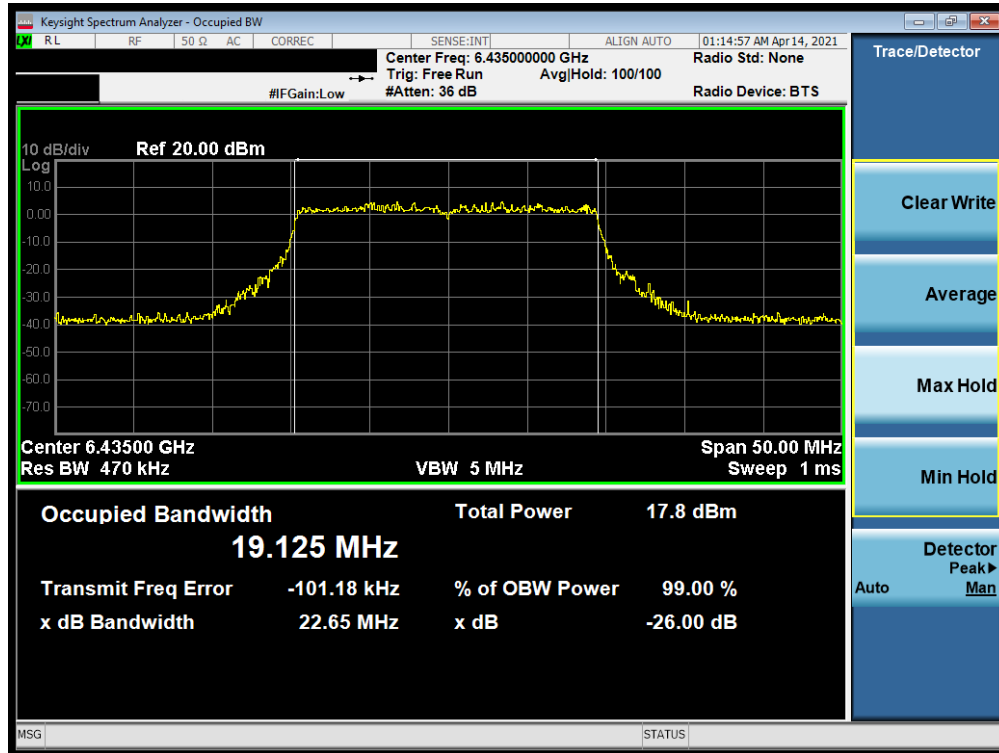 Keysight Spectrum Analyzer - Occupied BW
LXI RL RF 50 Ω AC CORREC SENSE:INT ALIGN AUTO 01:14:57 AM Apr 14, 2021
Center Freq: 6.435000000 GHz Radio Std: None
Trig: Free Run Avg|Hold: 100/100
#IFGain:Low #Atten: 36 dB Radio Device: BTS
10 dB/div Ref 20.00 dBm
Log
10.0
0.00
-10.0
-20.0
-30.0
-40.0
-50.0
-60.0
-70.0
Center 6.43500 GHz Span 50.00 MHz
Res BW 470 kHz VBW 5 MHz Sweep 1 ms
Occupied Bandwidth Total Power 17.8 dBm
19.125 MHz
Transmit Freq Error -101.18 kHz % of OBW Power 99.00 %
x dB Bandwidth 22.65 MHz x dB -26.00 dB
Trace/Detector
Clear Write
Average
Max Hold
Min Hold
Detector
Peak▶
Auto Man
MSG STATUS